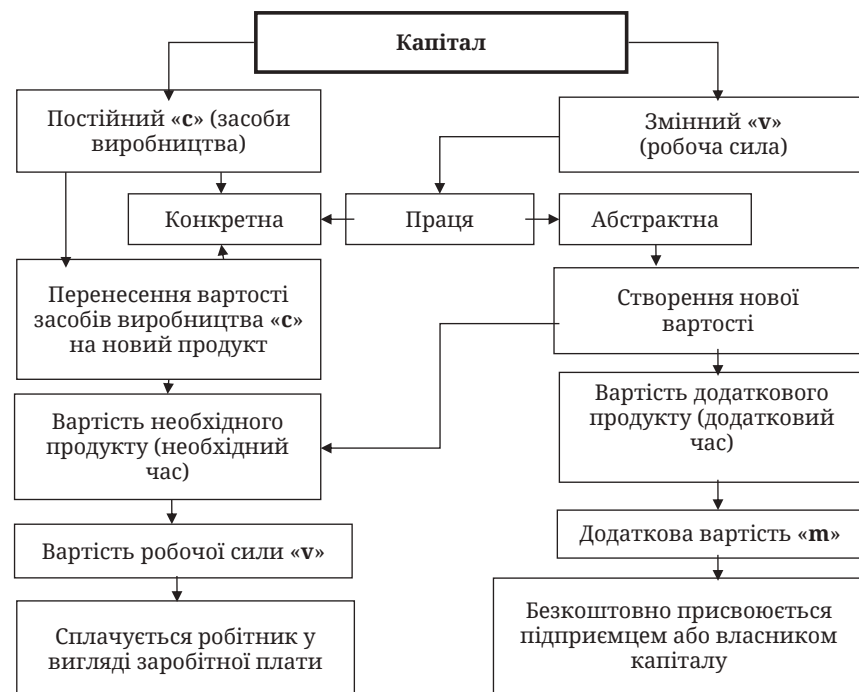 Капітал
Постійний «с» (засоби
виробництва)
Змінний «v»
(робоча сила)
Конкретна
Праця
Абстрактна
Перенесення вартості
засобів виробництва «с»
на новий продукт
Створення нової
вартості
Вартість необхідного
продукту (необхідний
час)
Вартість додаткового
продукту (додатковий
час)
Вартість робочої сили «v»
Додаткова вартість «m»
Сплачується робітник у
вигляді заробітної плати
Безкоштовно присвоюється
підприємцем або власником
капіталу